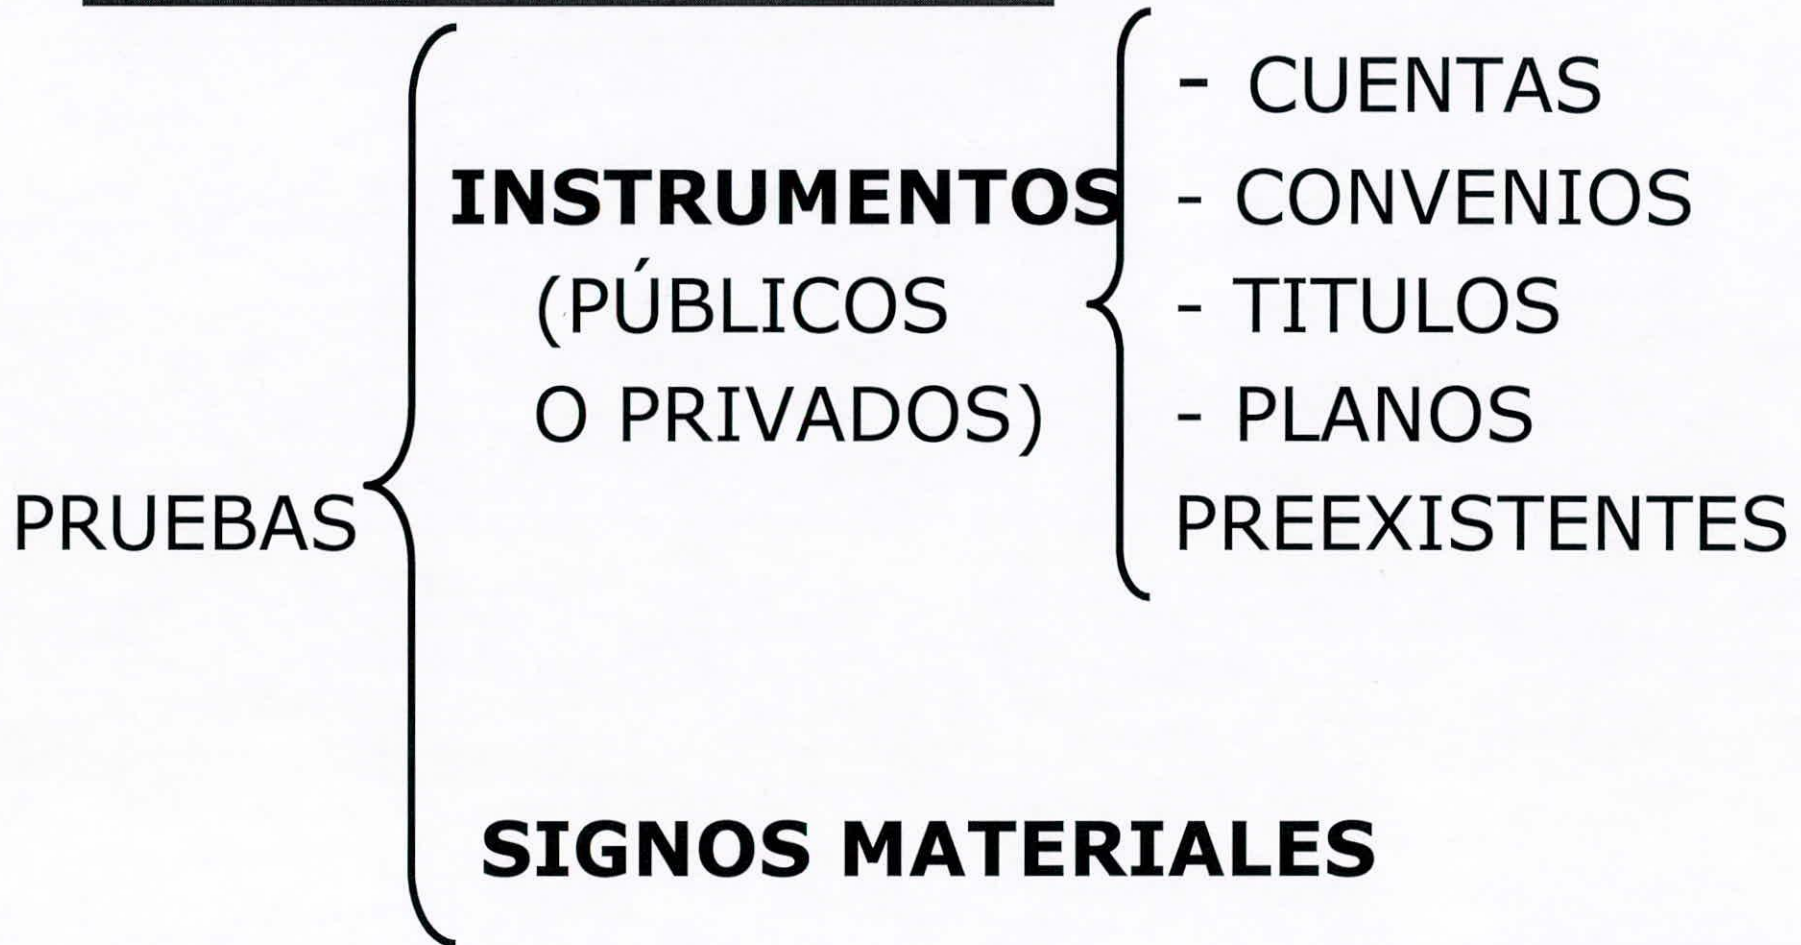 PRUEBAS
INSTRUMENTOS
(PÚBLICOS
O PRIVADOS)
- CUENTAS
- CONVENIOS
- TITULOS
- PLANOS
PREEXISTENTES
SIGNOS MATERIALES